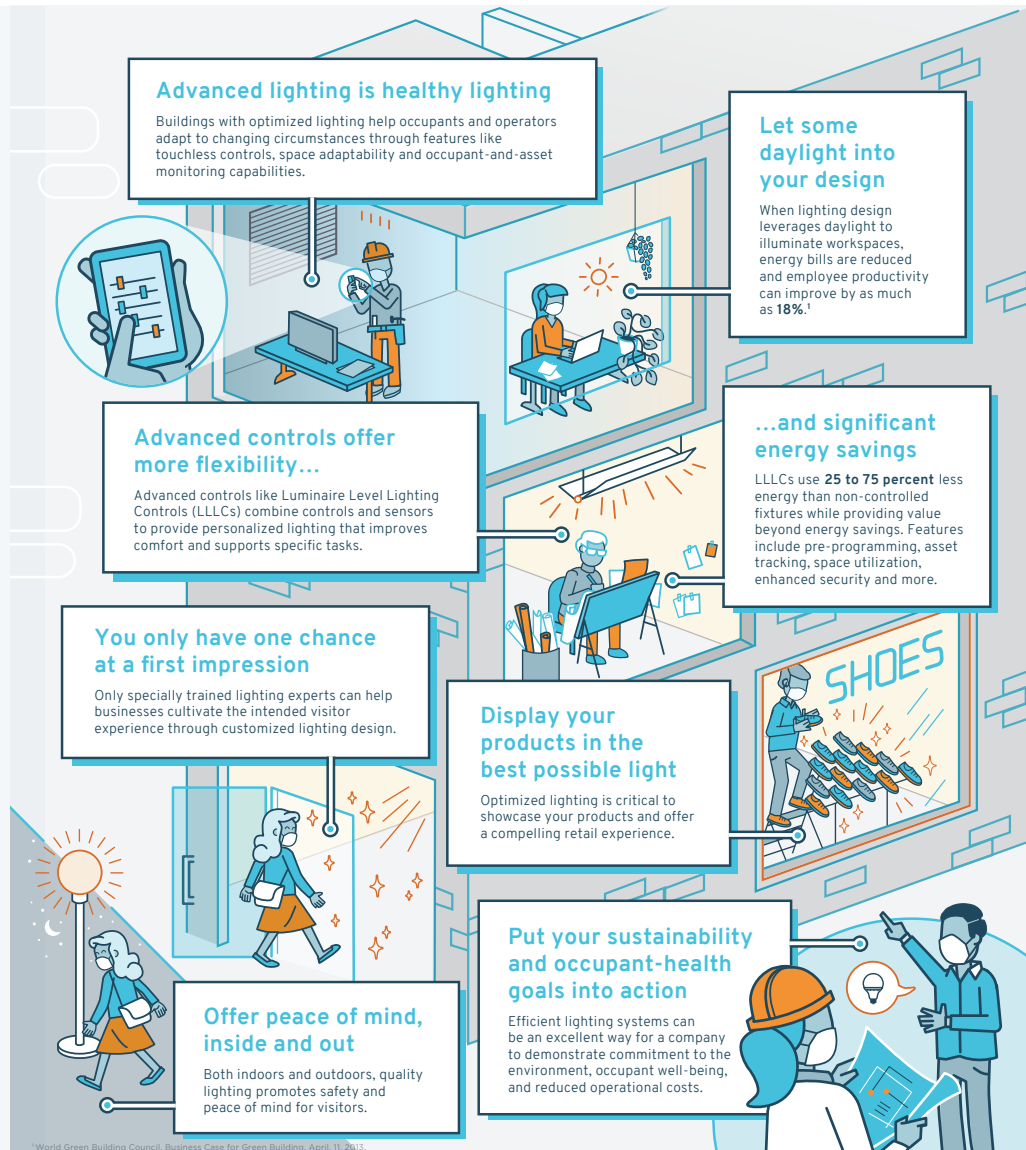 Advanced lighting is healthy lighting
Buildings with optimized lighting help occupants and operators
adapt to changing circumstances through features like
touchless controls, space adaptability and occupant-and-asset
monitoring capabilities.
Let some
daylight into
your design
When lighting design
leverages daylight to
illuminate workspaces,
energy bills are reduced
and employee productivity
can improve by as much
as 18%.¹
Advanced controls offer
more flexibility...
Advanced controls like Luminaire Level Lighting
Controls (LLLCs) combine controls and sensors
to provide personalized lighting that improves
comfort and supports specific tasks.
...and significant
energy savings
LLLCs use 25 to 75 percent less
energy than non-controlled
fixtures while providing value
beyond energy savings. Features
include pre-programming, asset
tracking, space utilization,
enhanced security and more.
You only have one chance
at a first impression
Only specially trained lighting experts can help
businesses cultivate the intended visitor
experience through customized lighting design.
SHOES
Display your
products in the
best possible light
Optimized lighting is critical to
showcase your products and offer
a compelling retail experience.
Put your sustainability
and occupant-health
goals into action
Efficient lighting systems can
be an excellent way for a company
to demonstrate commitment to the
environment, occupant well-being,
and reduced operational costs.
Offer peace of mind,
inside and out
Both indoors and outdoors, quality
lighting promotes safety and
peace of mind for visitors.
¹World Green Building Council, Business Case for Green Building, April, 11, 2013.